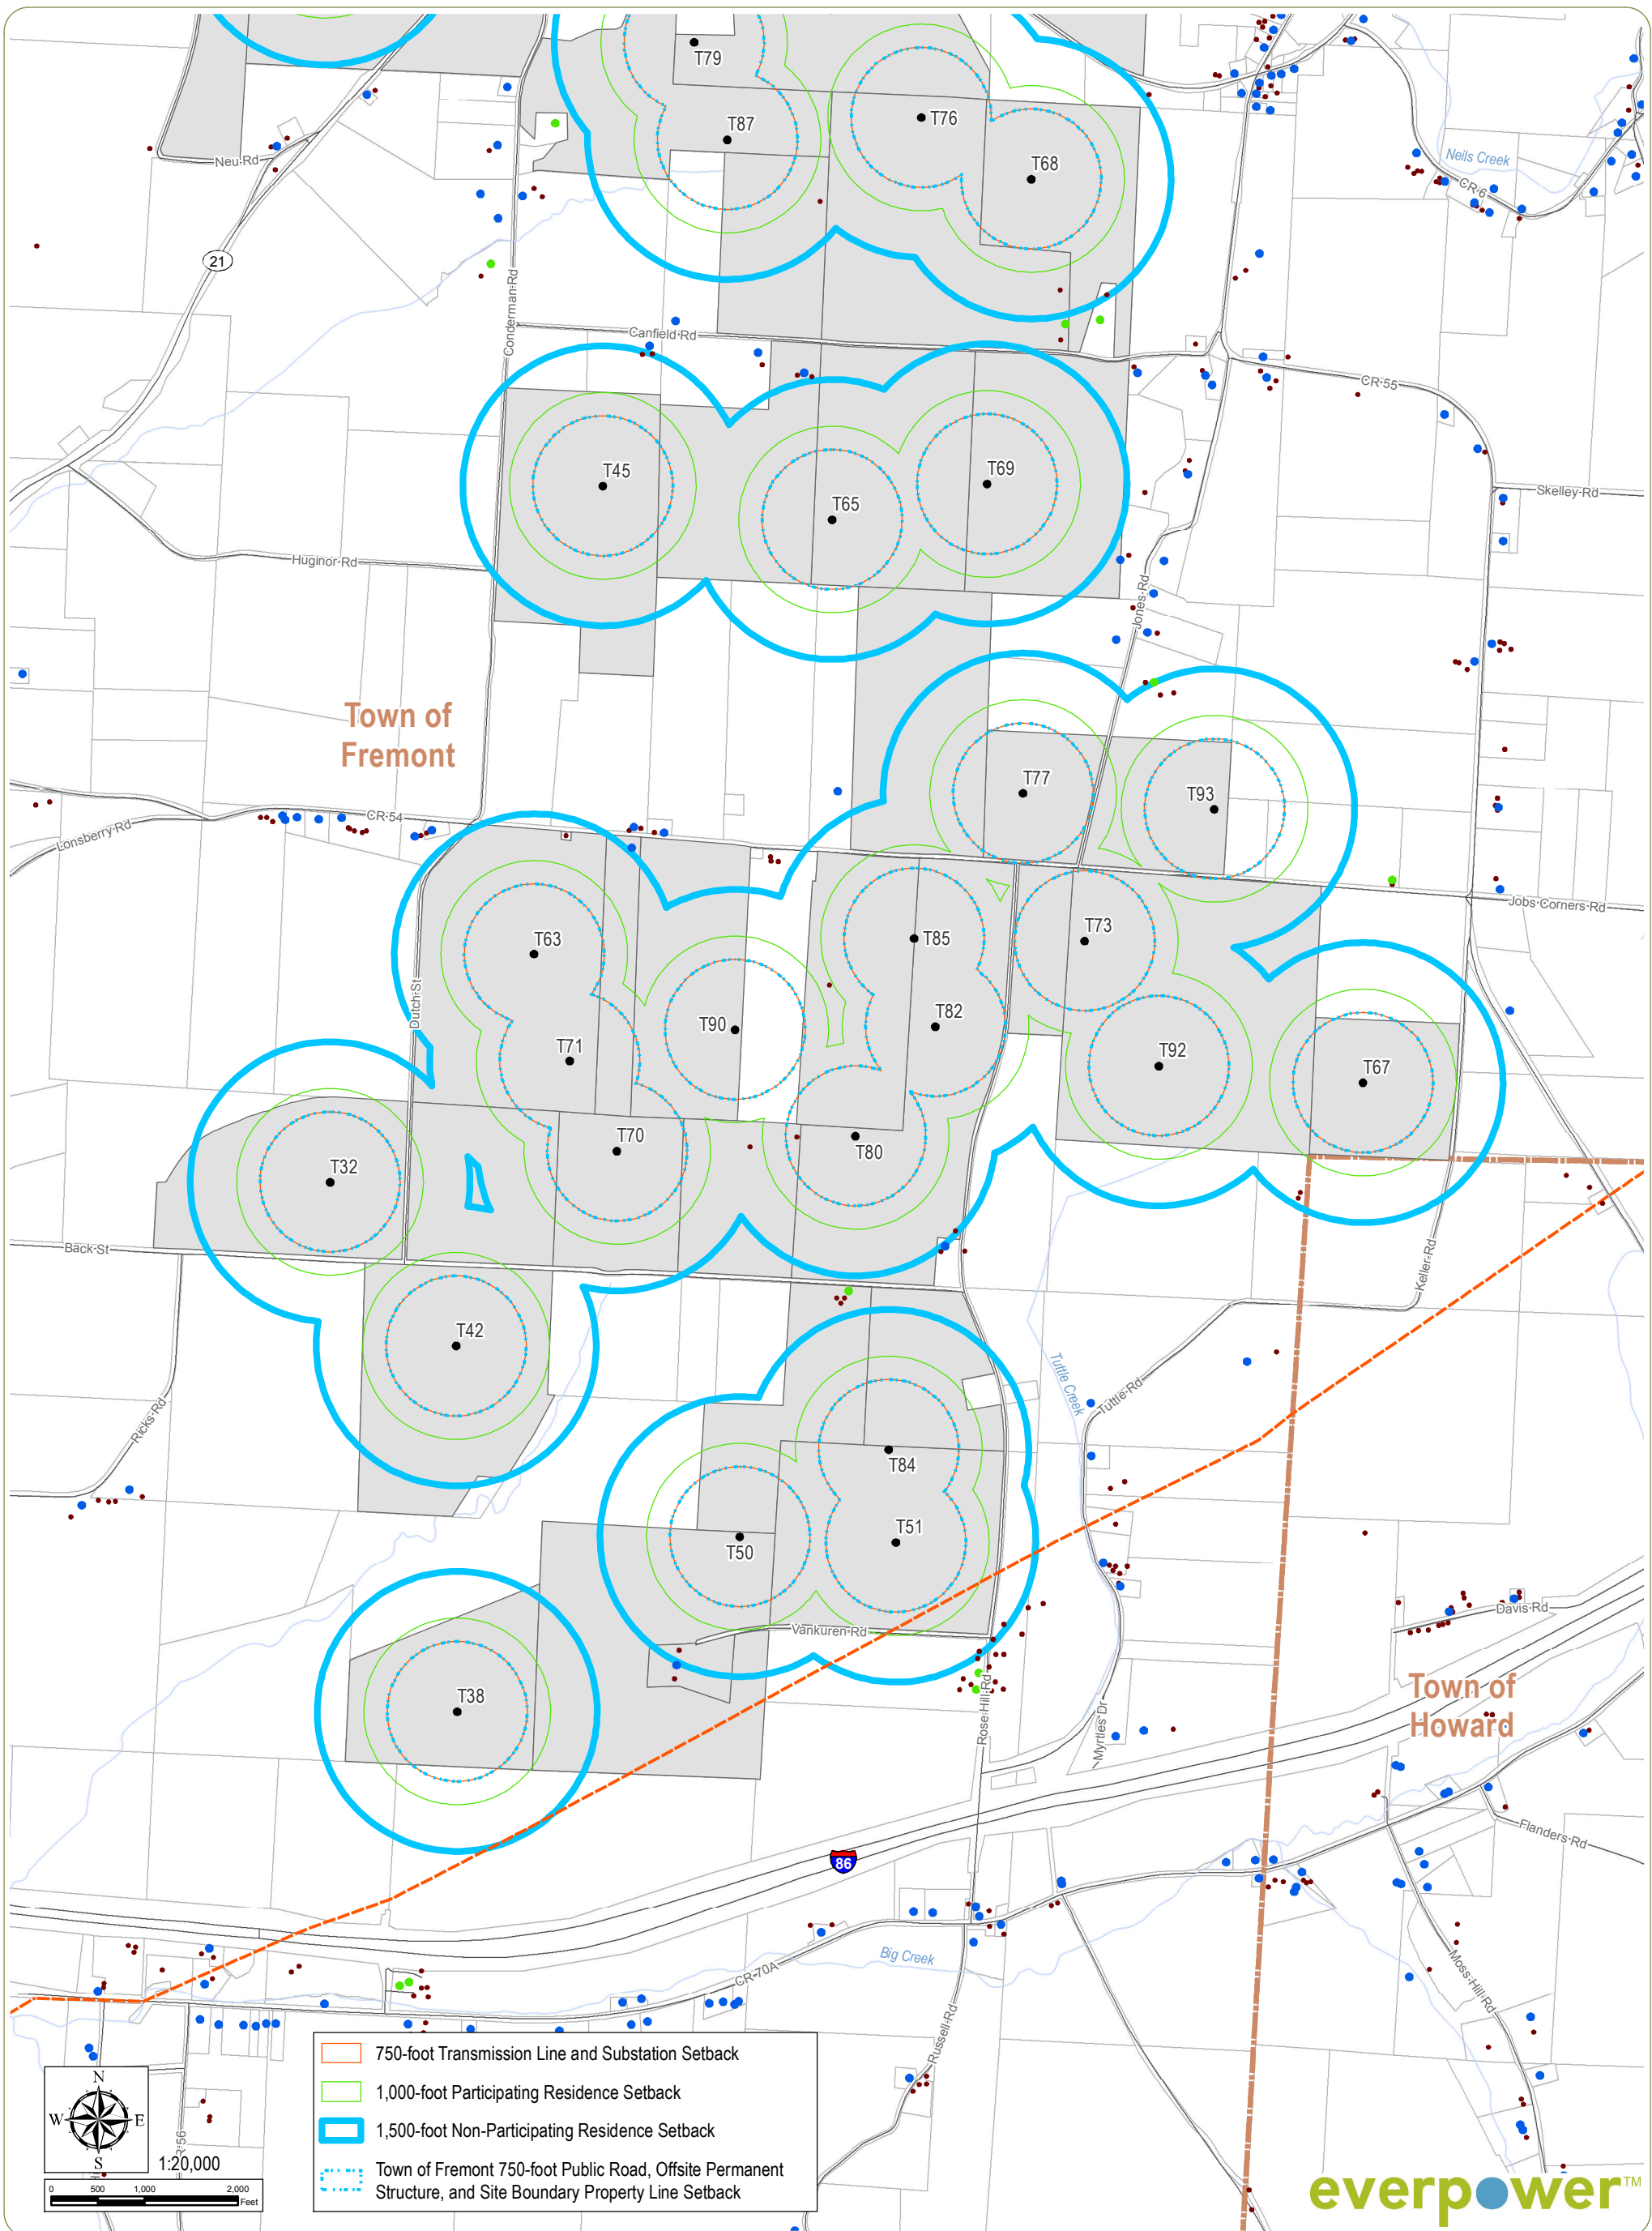 T79
T87
T76
T68
Neu Rd
Neils Creek
CR 6
21
Conderman Rd
Canfield Rd
CR 55
T45
T65
T69
Skelley Rd
Huginor Rd
Jones Rd
Town of
Fremont
T77
T93
CR 54
Lonsberry Rd
Jobs Corners Rd
T63
T85
T73
Dutch St
T90
T82
T71
T92
T67
T70
T80
T32
Back St
Keller Rd
T42
Tuttle Creek
Tuttle Rd
Ricks Rd
T84
T50
T51
Vankuren Rd
Davis Rd
T38
Rose Hill Rd
Myrtles Dr
Town of
Howard
Flanders Rd
86
Big Creek
CR 70A
Moss Hill Rd
Russell Rd
750-foot Transmission Line and Substation Setback
1,000-foot Participating Residence Setback
1,500-foot Non-Participating Residence Setback
Town of Fremont 750-foot Public Road, Offsite Permanent
Structure, and Site Boundary Property Line Setback
N
W E
S
1:20,000
0 500 1,000 2,000
Feet
everpower™